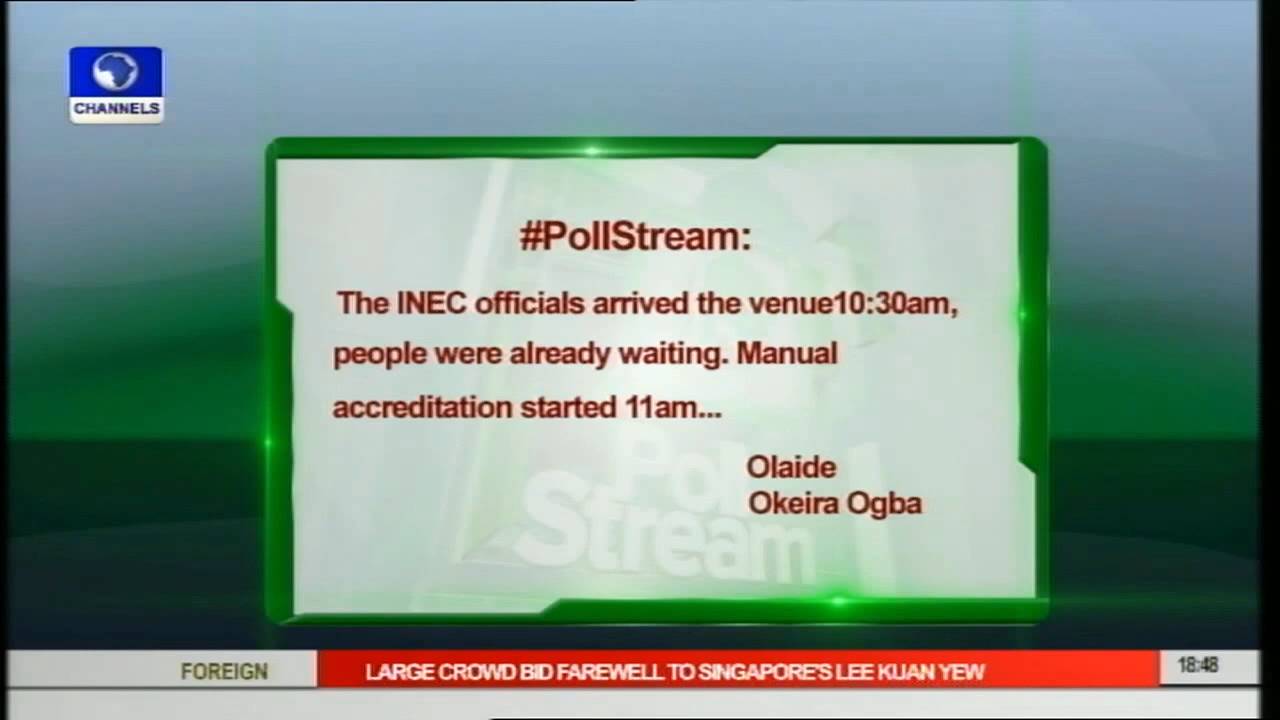 CHANNELS
#PollStream:
The INEC officials arrived the venue10:30am,
people were already waiting. Manual
accreditation started 11am...
Olaide
Okeira Ogba
Poll
Stream
FOREIGN
LARGE CROWD BID FAREWELL TO SINGAPORE'S LEE KUAN YEW
18:48